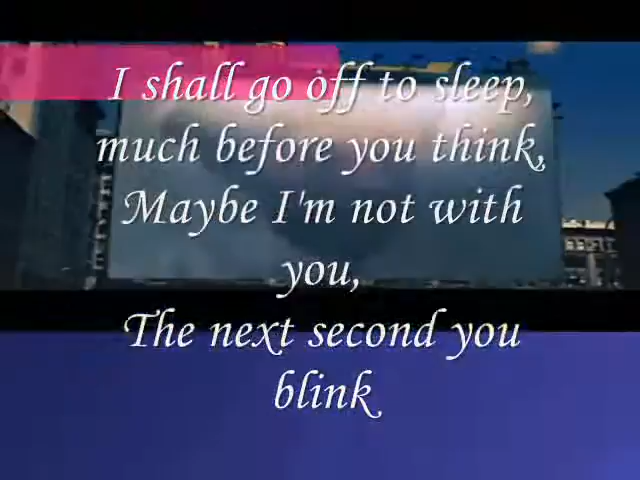 I shall go off to sleep,
much before you think,
Maybe I'm not with
you,
The next second you
blink